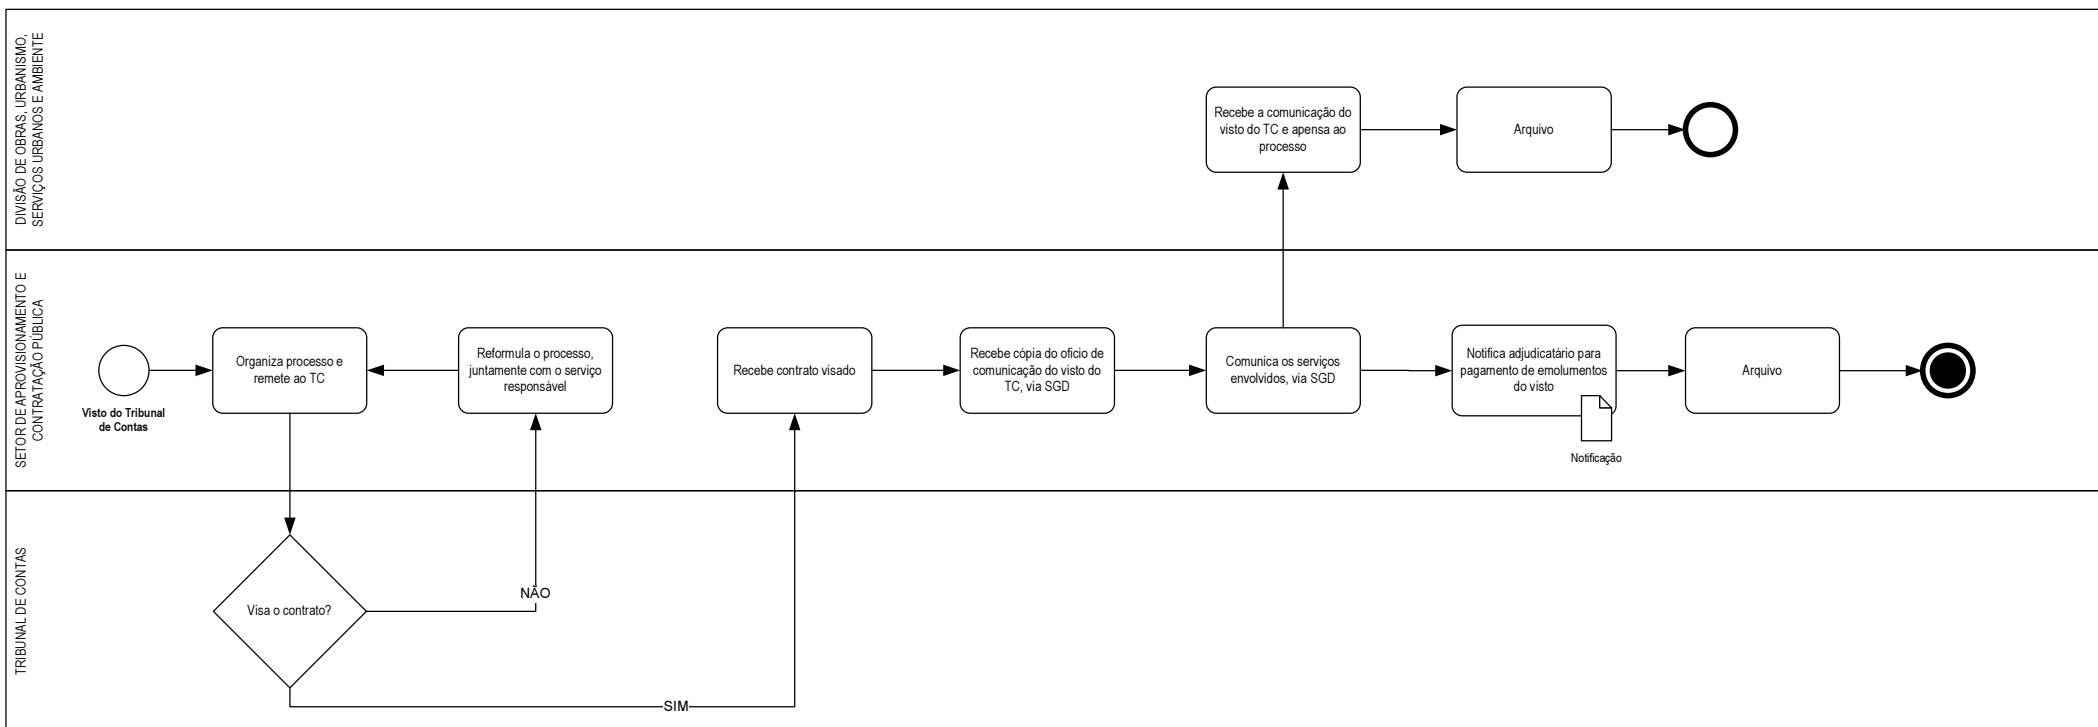 DIVISÃO DE OBRAS, URBANISMO,
SERVIÇOS URBANOS E AMBIENTE
Recebe a comunicação do
visto do TC e apensa ao
processo
Arquivo
SETOR DE APROVISIONAMENTO E
CONTRATAÇÃO PÚBLICA
Visto do Tribunal
de Contas
Organiza processo e
remete ao TC
Reformula o processo,
juntamente com o serviço
responsável
Recebe contrato visado
Recebe cópia do oficio de
comunicação do visto do
TC, via SGD
Comunica os serviços
envolvidos, via SGD
Notifica adjudicatário para
pagamento de emolumentos
do visto
Notificação
Arquivo
TRIBUNAL DE CONTAS
Visa o contrato?
NÃO
SIM